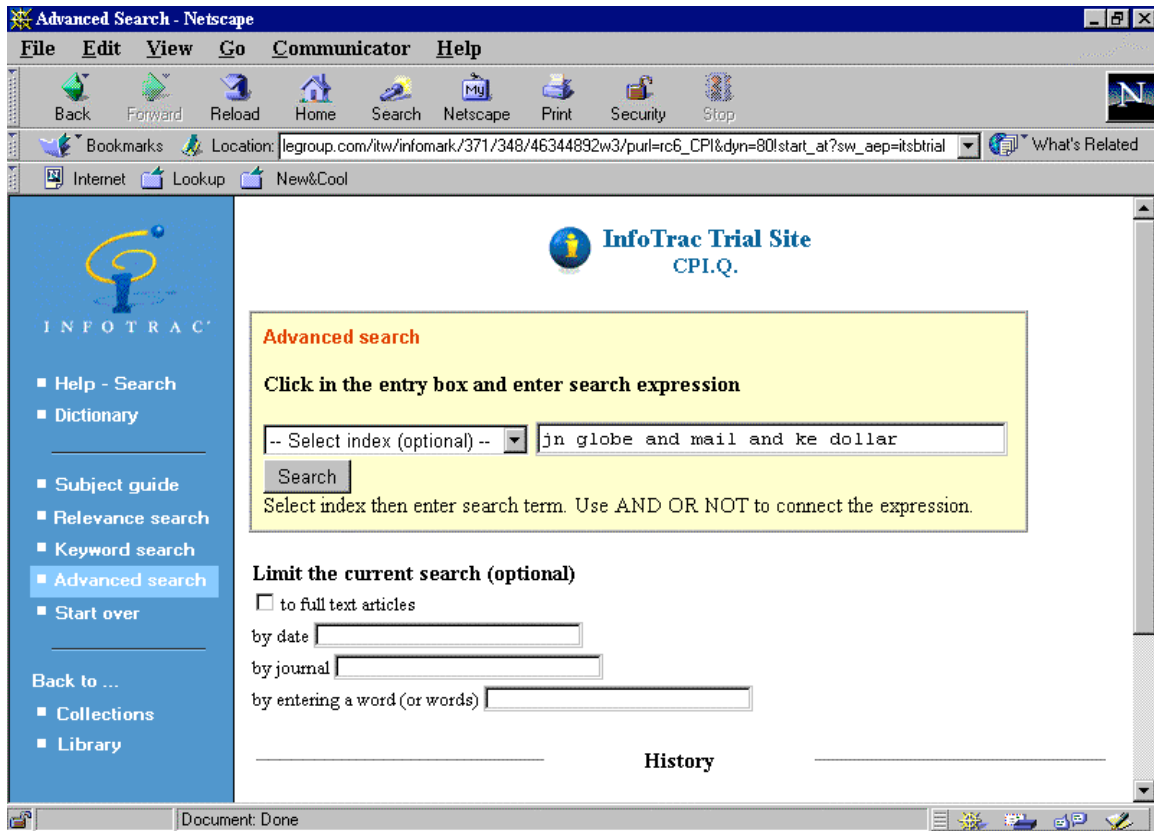 Advanced Search - Netscape
File Edit View Go Communicator Help
My
N
Back Forward Reload Home Search Netscape Print Security Stop
Bookmarks Location: legroup.com/itw/infomark/371/348/46344892w3/purl=rc6_CPI&dyn=80!start_at?sw_aep=itsbtrial What's Related
Internet Lookup New&Cool
INFOTRAC
Help - Search
Dictionary
Subject guide
Relevance search
Keyword search
Advanced search
Start over
Back to ...
Collections
Library
InfoTrac Trial Site
CPI.Q.
Advanced search
Click in the entry box and enter search expression
-- Select index (optional) -- jn globe and mail and ke dollar
Search
Select index then enter search term. Use AND OR NOT to connect the expression.
Limit the current search (optional)
to full text articles
by date
by journal
by entering a word (or words)
History
Document: Done